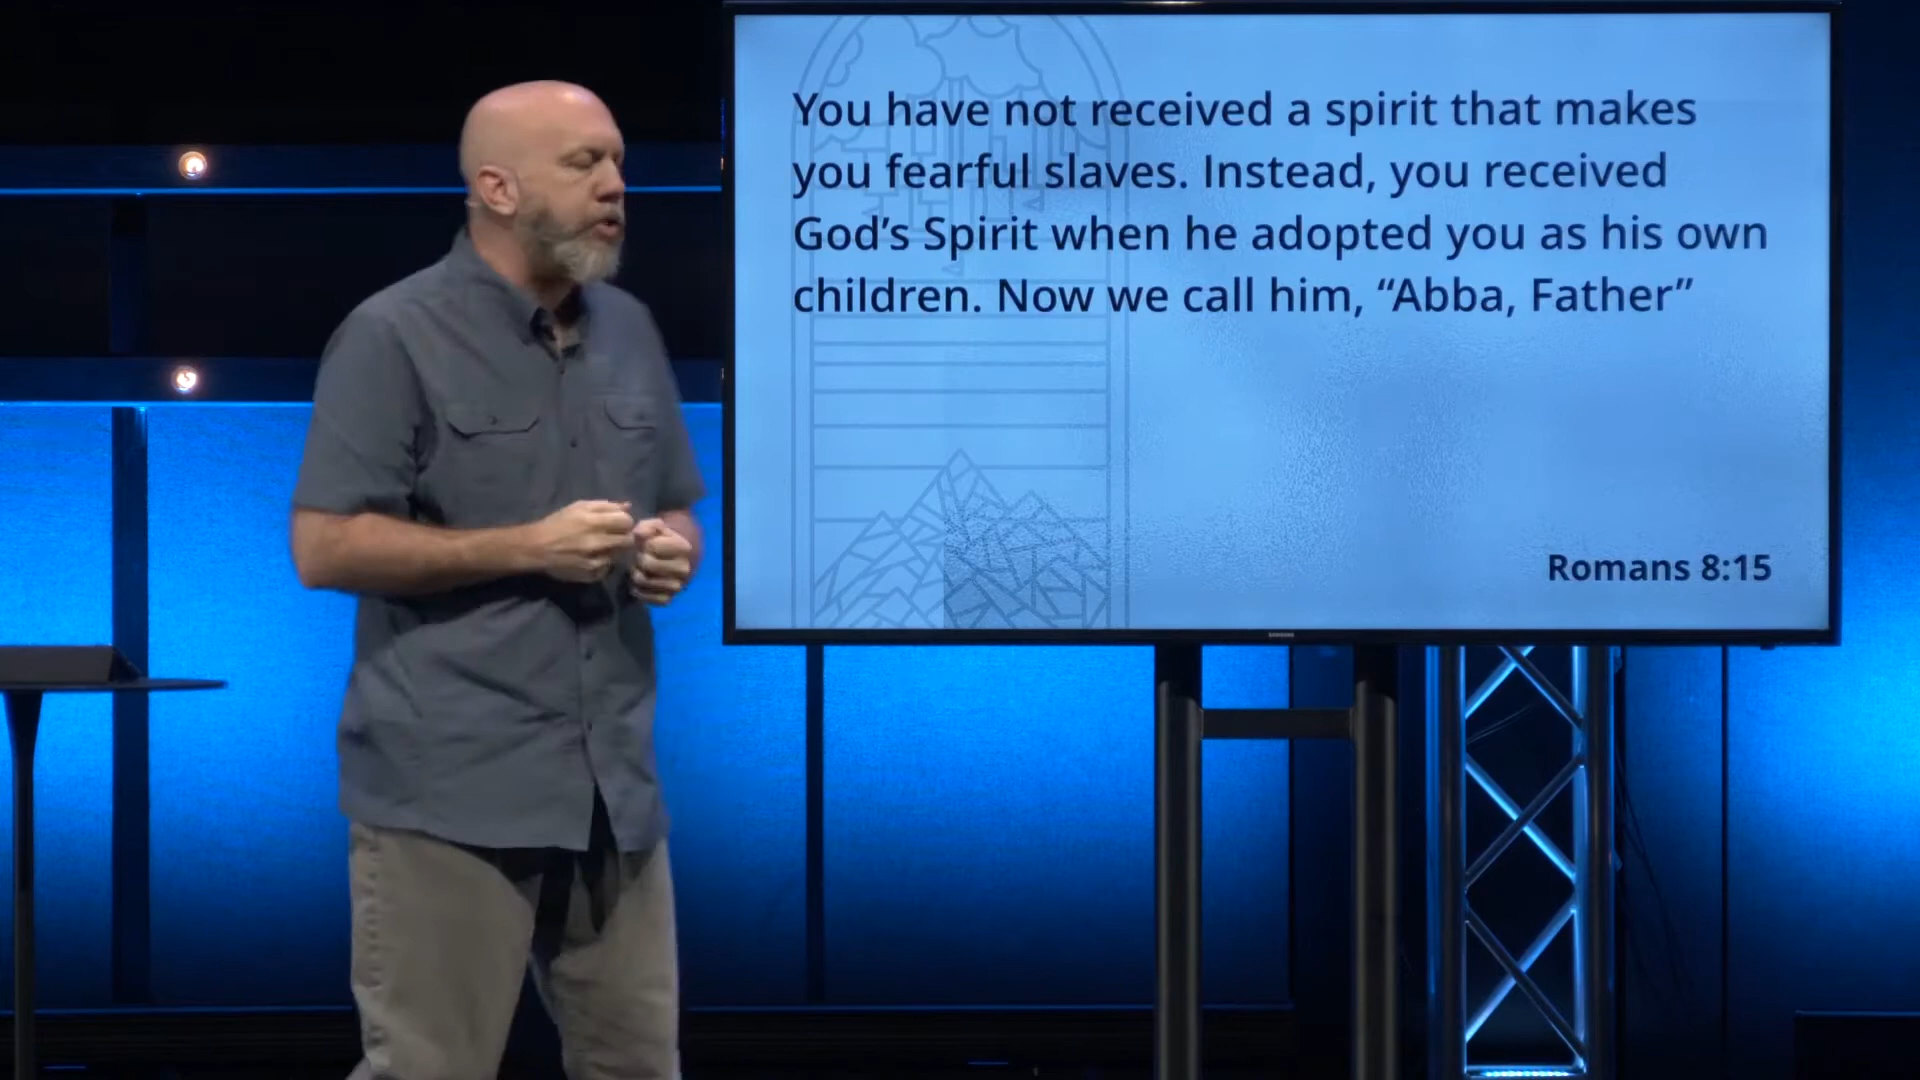 You have not received a spirit that makes
you fearful slaves. Instead, you received
God’s Spirit when he adopted you as his own
children. Now we call him, “Abba, Father”
Romans 8:15
SAMSUNG